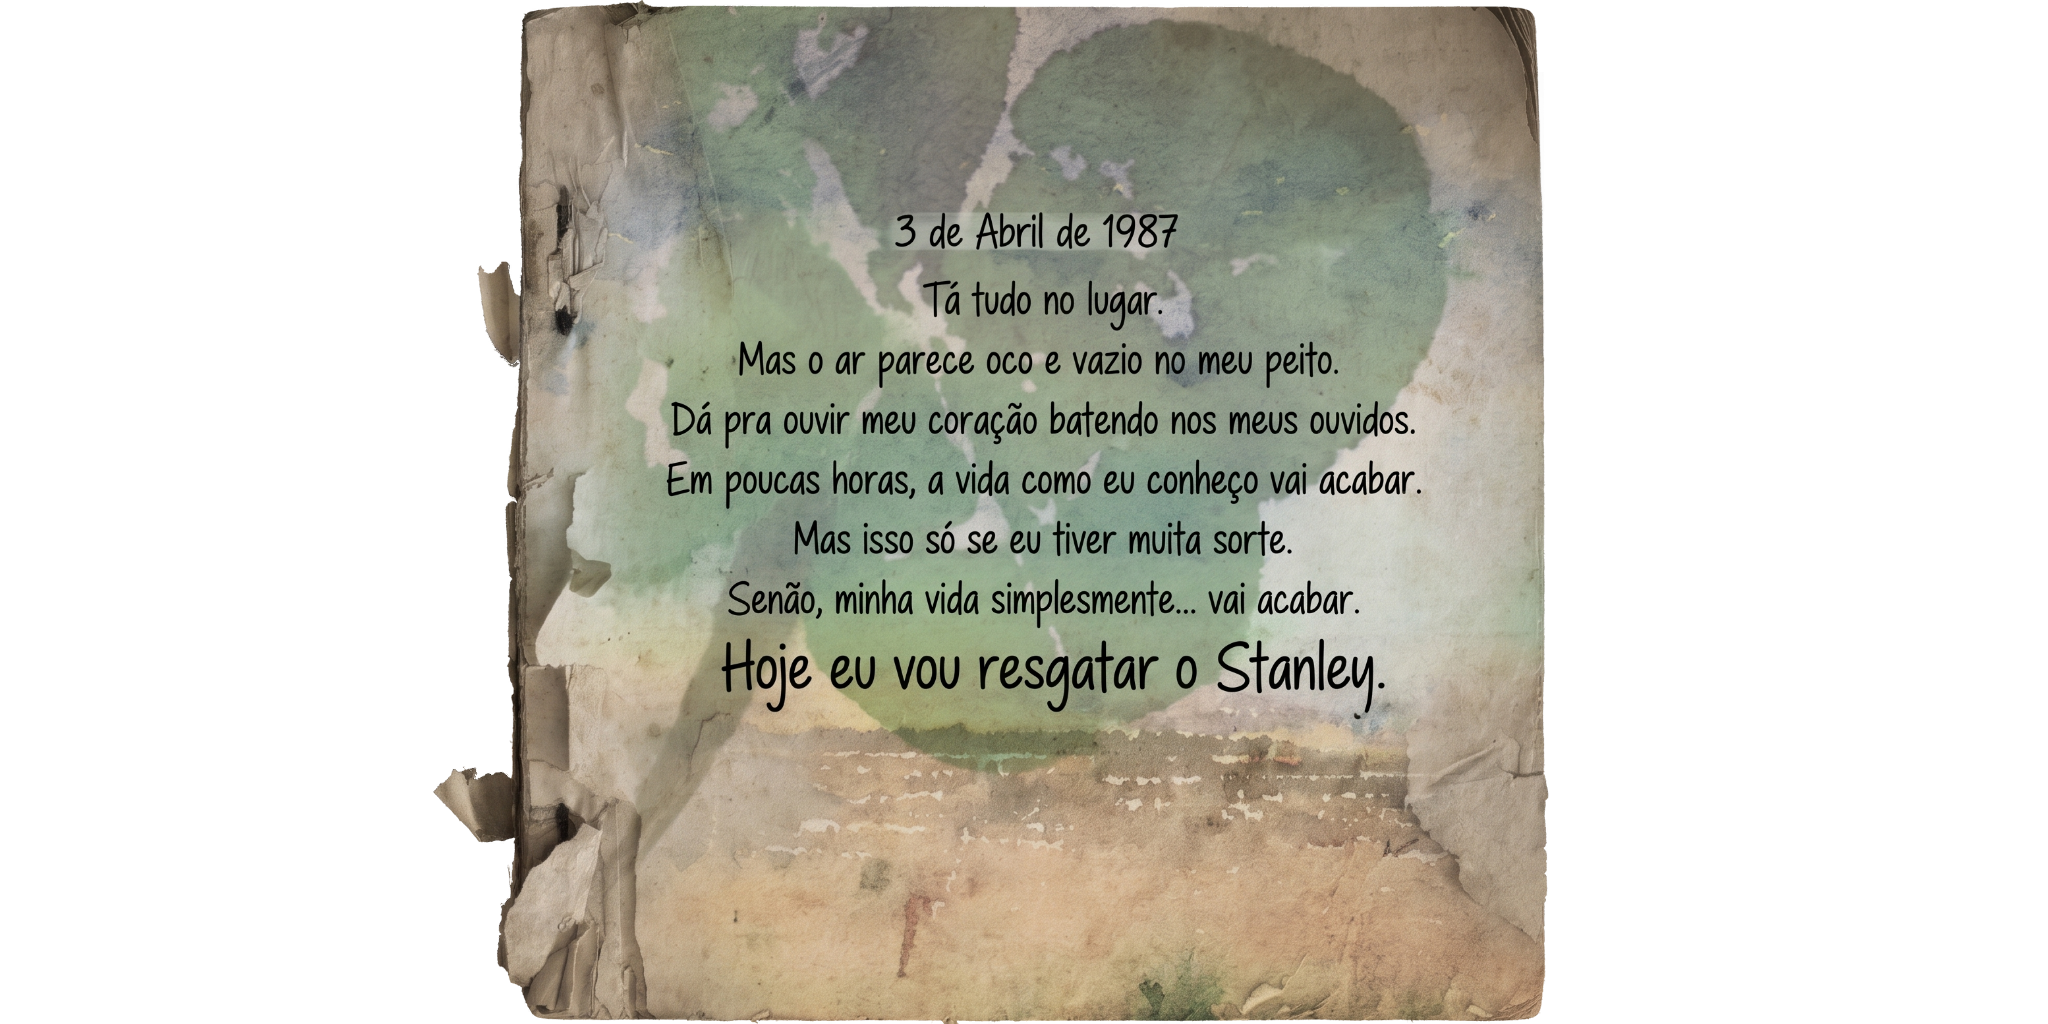 3 de Abril de 1987
Tá tudo no lugar.
Mas o ar parece oco e vazio no meu peito.
Dá pra ouvir meu coração batendo nos meus ouvidos.
Em poucas horas, a vida como eu conheço vai acabar.
Mas isso só se eu tiver muita sorte.
Senão, minha vida simplesmente... vai acabar.
Hoje eu vou resgatar o Stanley.